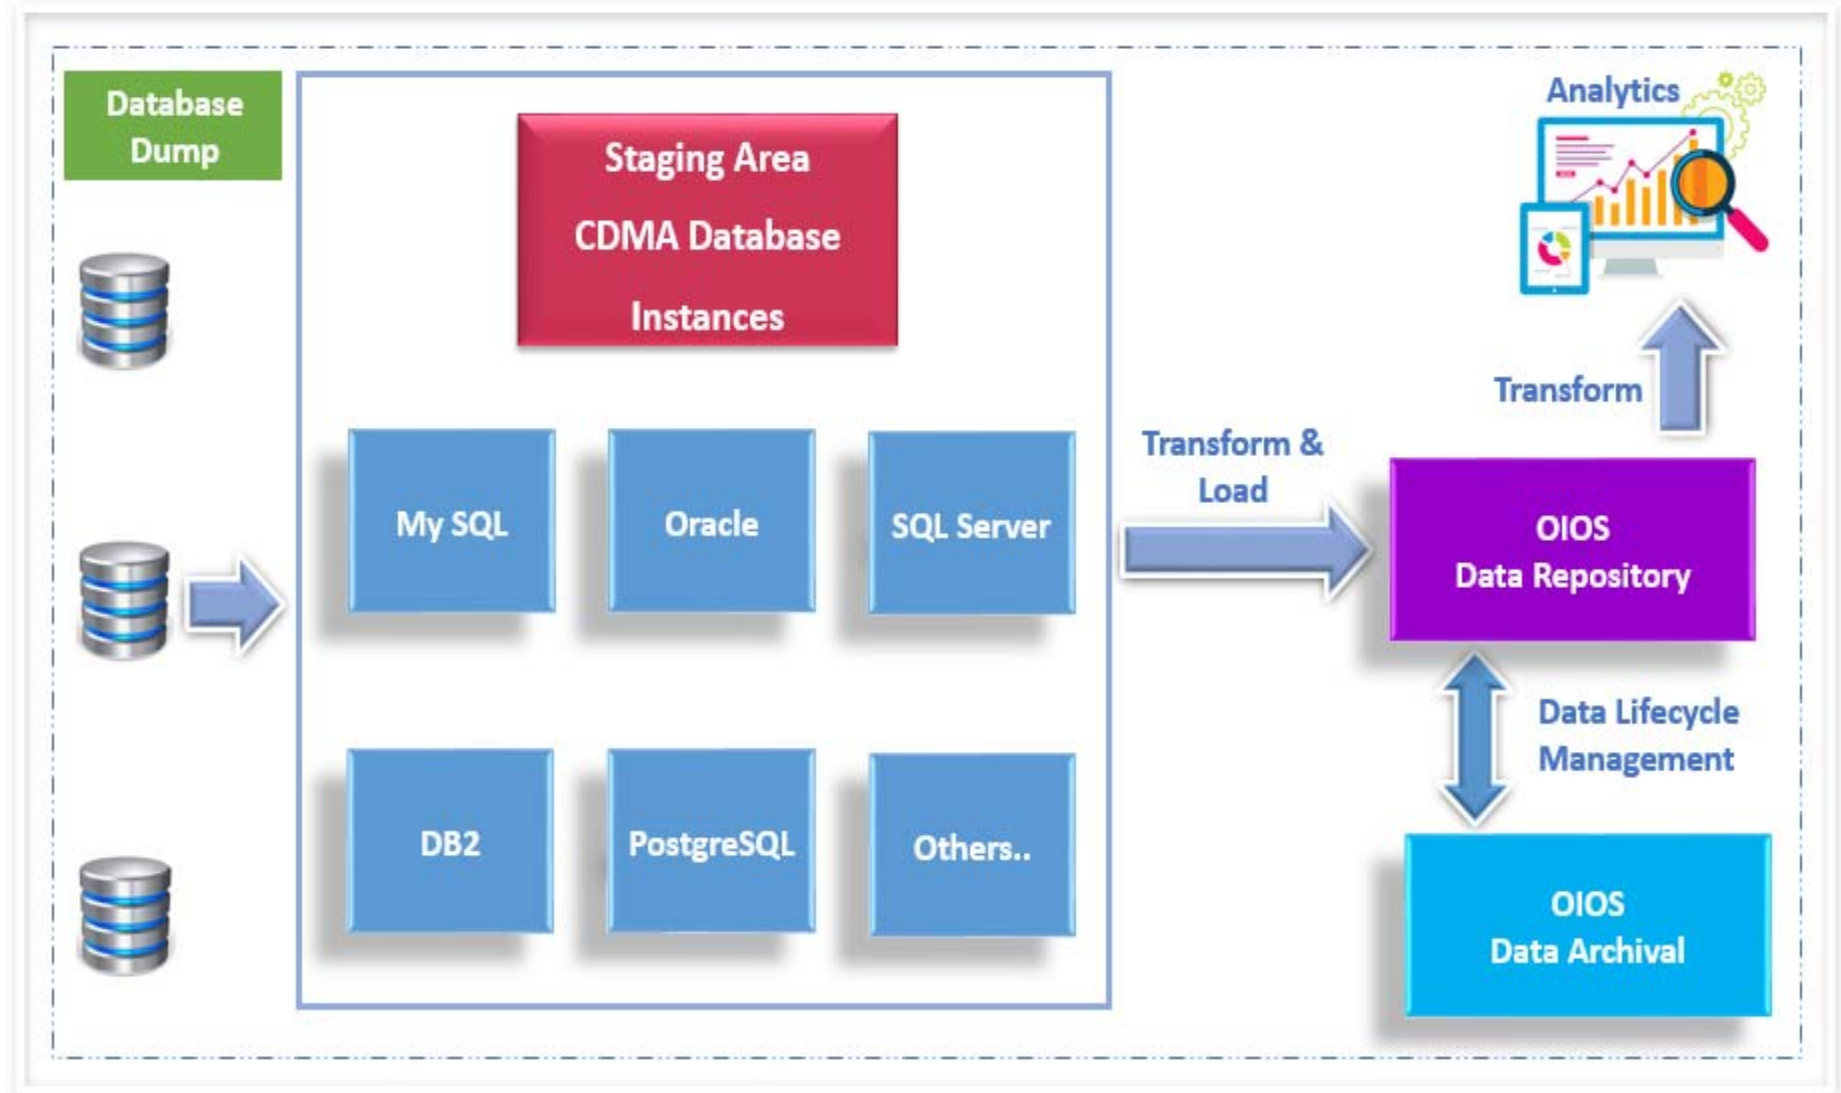 Database
Dump
Staging Area
CDMA Database
Instances
My SQL
Oracle
SQL Server
DB2
PostgreSQL
Others..
Transform &
Load
Analytics
Transform
OIOS
Data Repository
Data Lifecycle
Management
OIOS
Data Archival